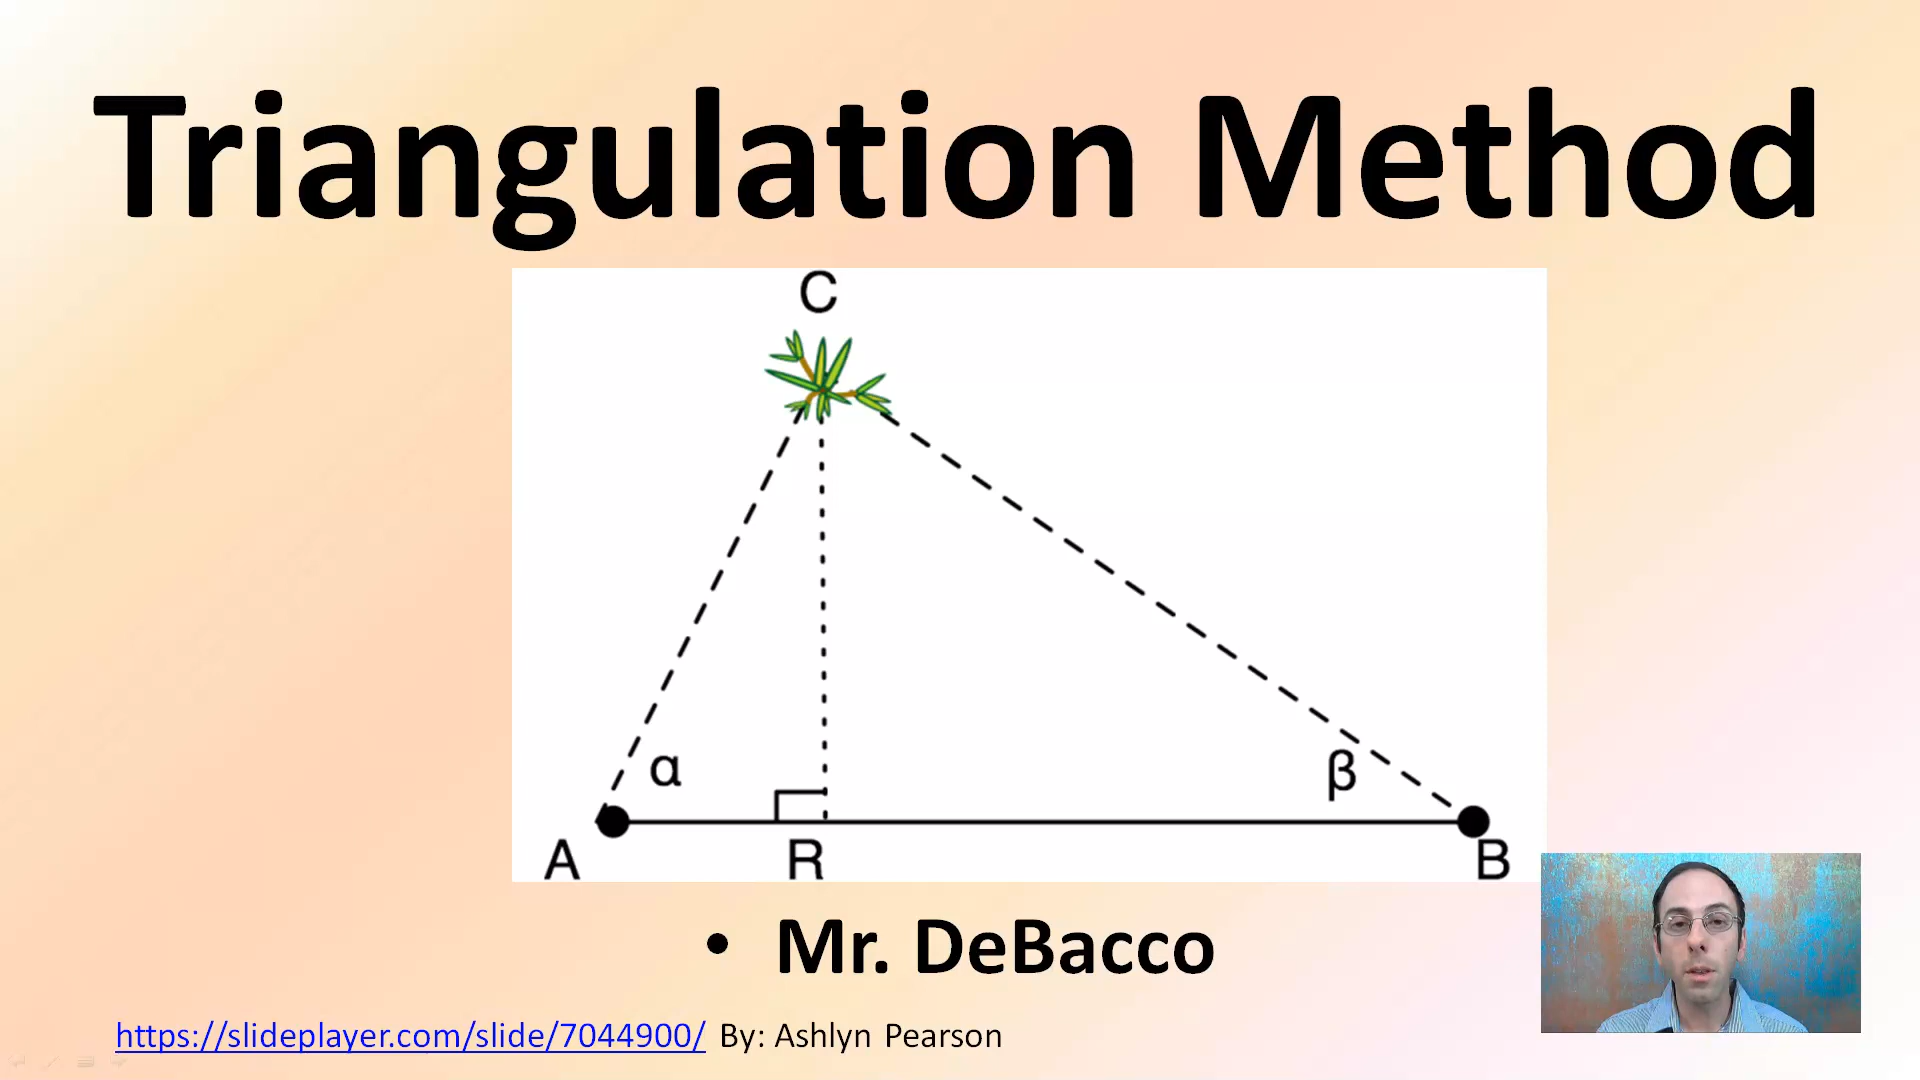 Triangulation Method
C
α
β
A
R
B
• Mr. DeBacco
https://slideplayer.com/slide/7044900/ By: Ashlyn Pearson